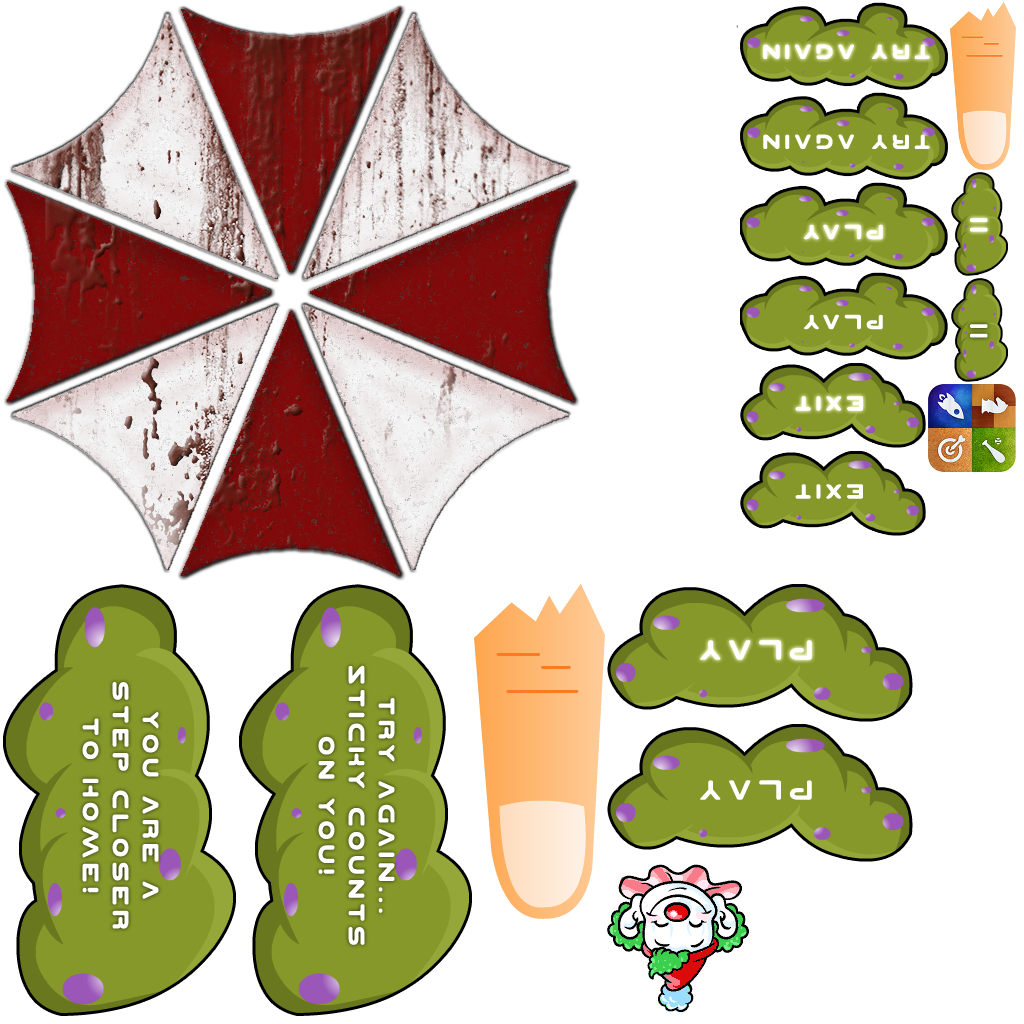 TRY AGAIN
TRY AGAIN
PLAY
=
PLAY
=
EXIT
EXIT
YOU ARE A
STEP CLOSER
TO HOME!
TRY AGAIN...
STICHY COUNTS
ON YOU!
PLAY
PLAY